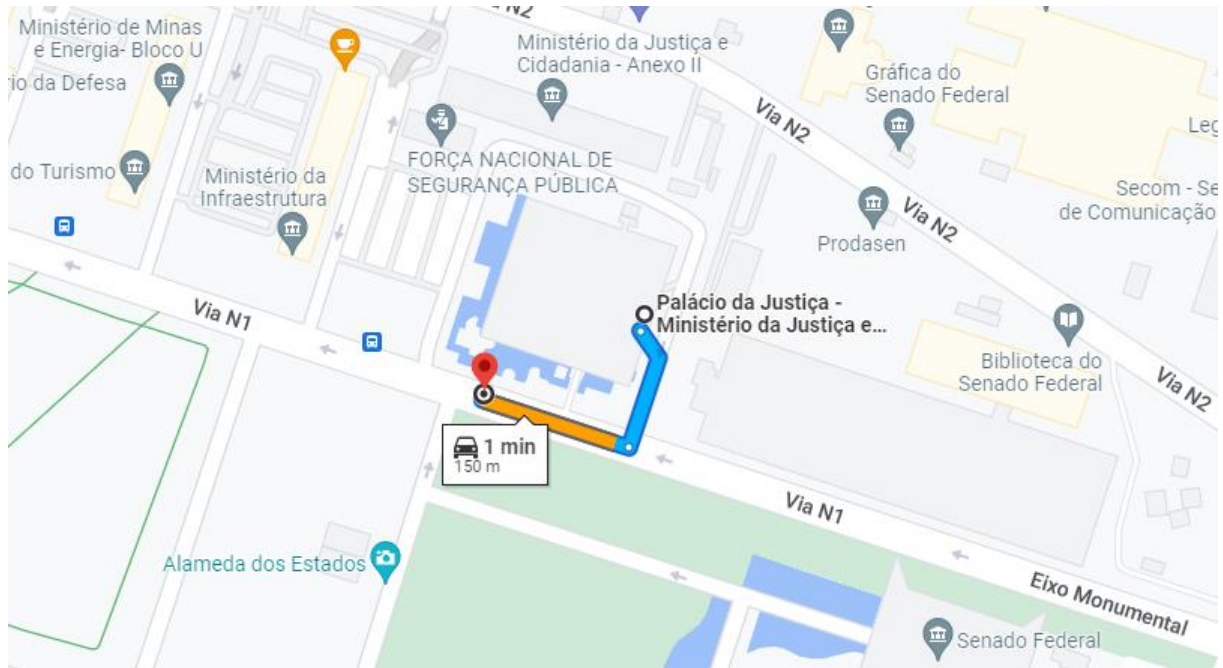 N2
Ministério de Minas
e Energia- Bloco U
rio da Defesa
do Turismo
Ministério da
Infraestrutura
Ministério da Justiça e
Cidadania - Anexo II
FORÇA NACIONAL DE
SEGURANÇA PÚBLICA
Via N2
Gráfica do
Senado Federal
Leg
Secom - Se
de Comunicação
Via N2
Prodasen
Palácio da Justiça -
Ministério da Justiça e...
Via N1
Biblioteca do
Senado Federal
Via N2
1 min
150 m
Via N1
Alameda dos Estados
Eixo Monumental
Senado Federal